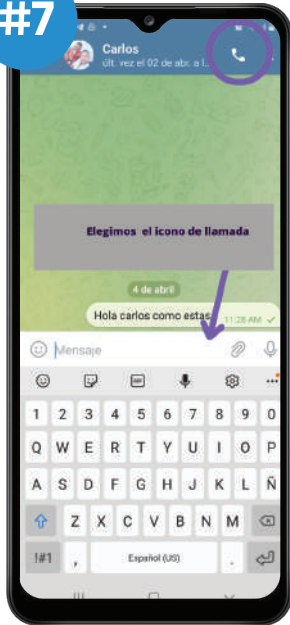 #7
Carlos
últ. vez el 02 de abr. a l...
Elegimos el icono de llamada
4 de abril
Hola carlos como estas
11:28 AM
Mensaje
1 2 3 4 5 6 7 8 9 0
Q W E R T Y U I O P
A S D F G H J K L Ñ
Z X C V B N M
!#1 , Español (US) .